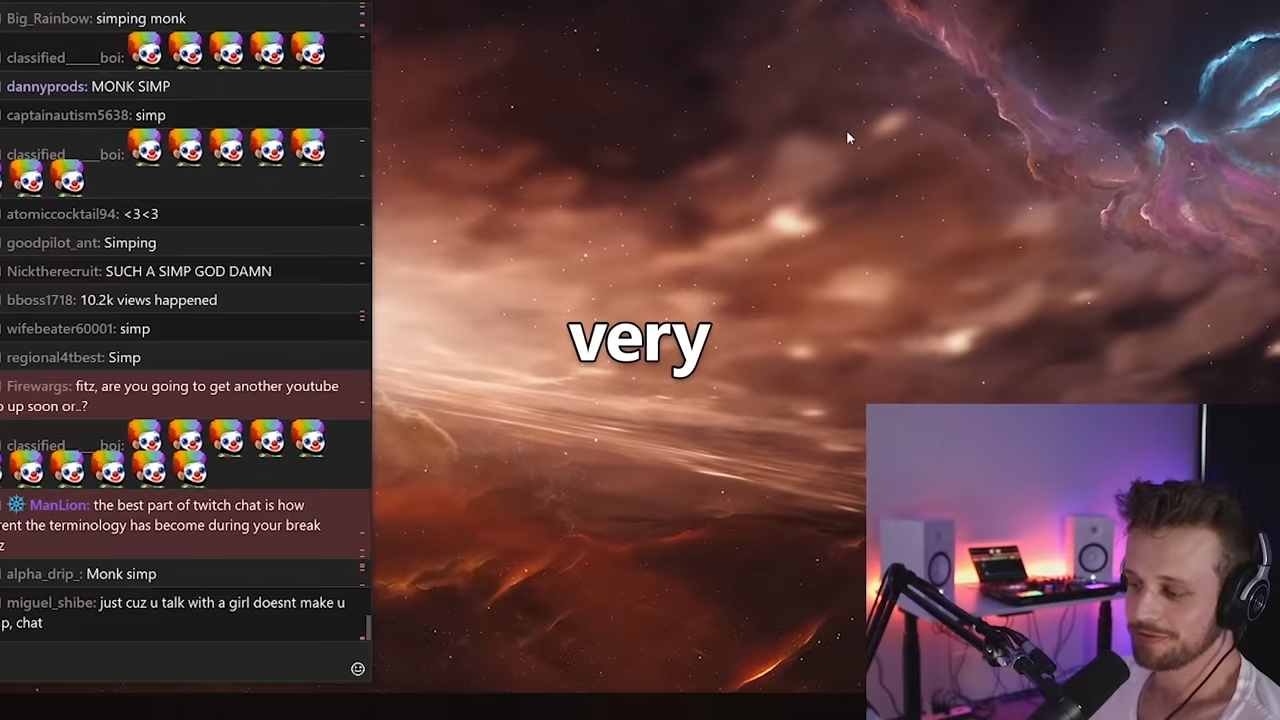 Big_Rainbow: simping monk
classified_____boi:
dannyprods: MONK SIMP
captainautism5638: simp
classified_____boi:
atomiccocktail94: <3<3
goodpilot_ant: Simping
Nicktherecruit: SUCH A SIMP GOD DAMN
bboss1718: 10.2k views happened
wifebeater60001: simp
regional4tbest: Simp
Firewargs: fitz, are you going to get another youtube
up soon or..?
classified_____boi:
ManLion: the best part of twitch chat is how
the terminology has become during your break
alpha_drip_: Monk simp
miguel_shibe: just cuz u talk with a girl doesnt make u
chat
very